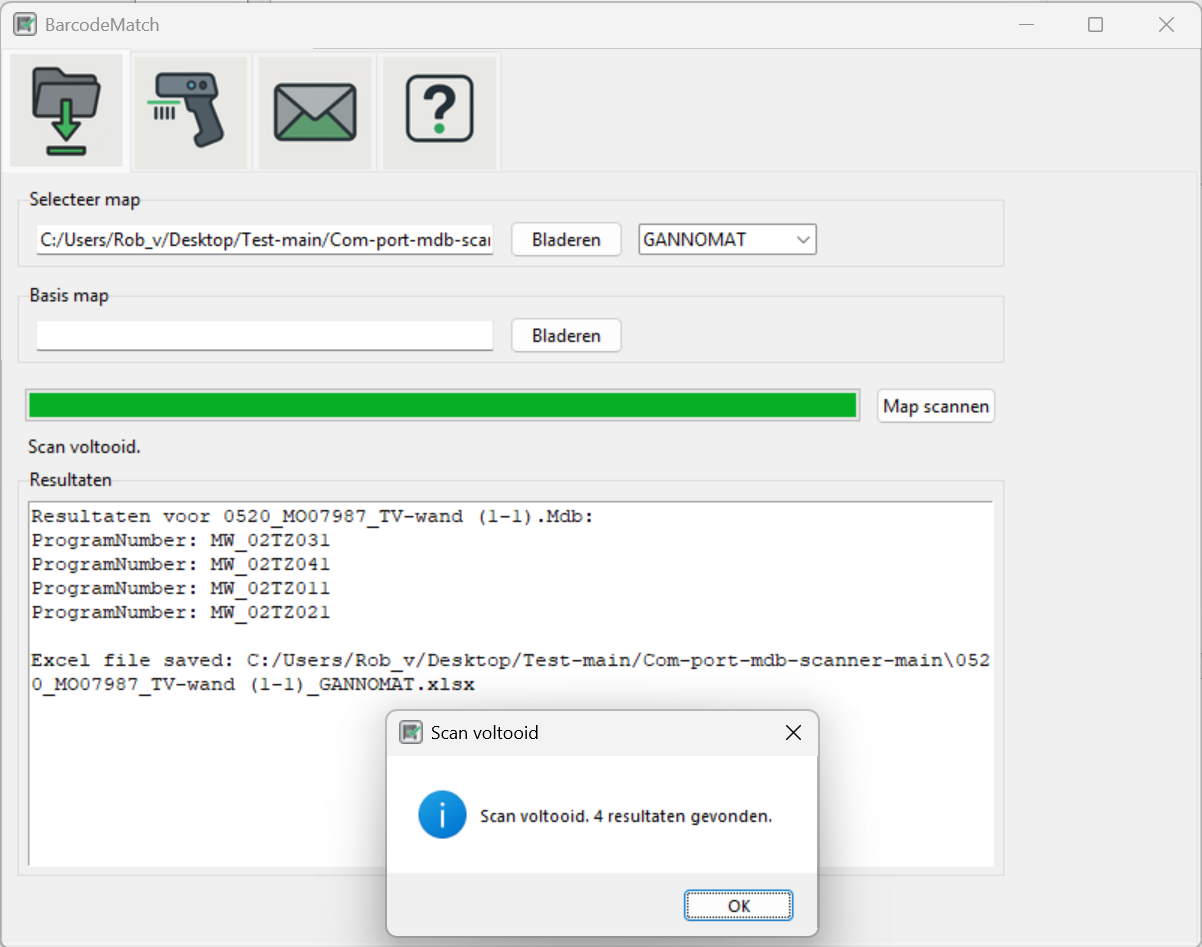 BarcodeMatch
Selecteer map
C:/Users/Rob_v/Desktop/Test-main/Com-port-mdb-scan Bladeren GANNOMAT
Basis map
Bladeren
Map scannen
Scan voltooid.
Resultaten
Resultaten voor 0520_MO07987_TV-wand (1-1).Mdb:
ProgramNumber: MW_02TZ031
ProgramNumber: MW_02TZ041
ProgramNumber: MW_02TZ011
ProgramNumber: MW_02TZ021
Excel file saved: C:/Users/Rob_v/Desktop/Test-main/Com-port-mdb-scanner-main\052
0_MO07987_TV-wand (1-1)_GANNOMAT.xlsx
Scan voltooid
Scan voltooid. 4 resultaten gevonden.
OK